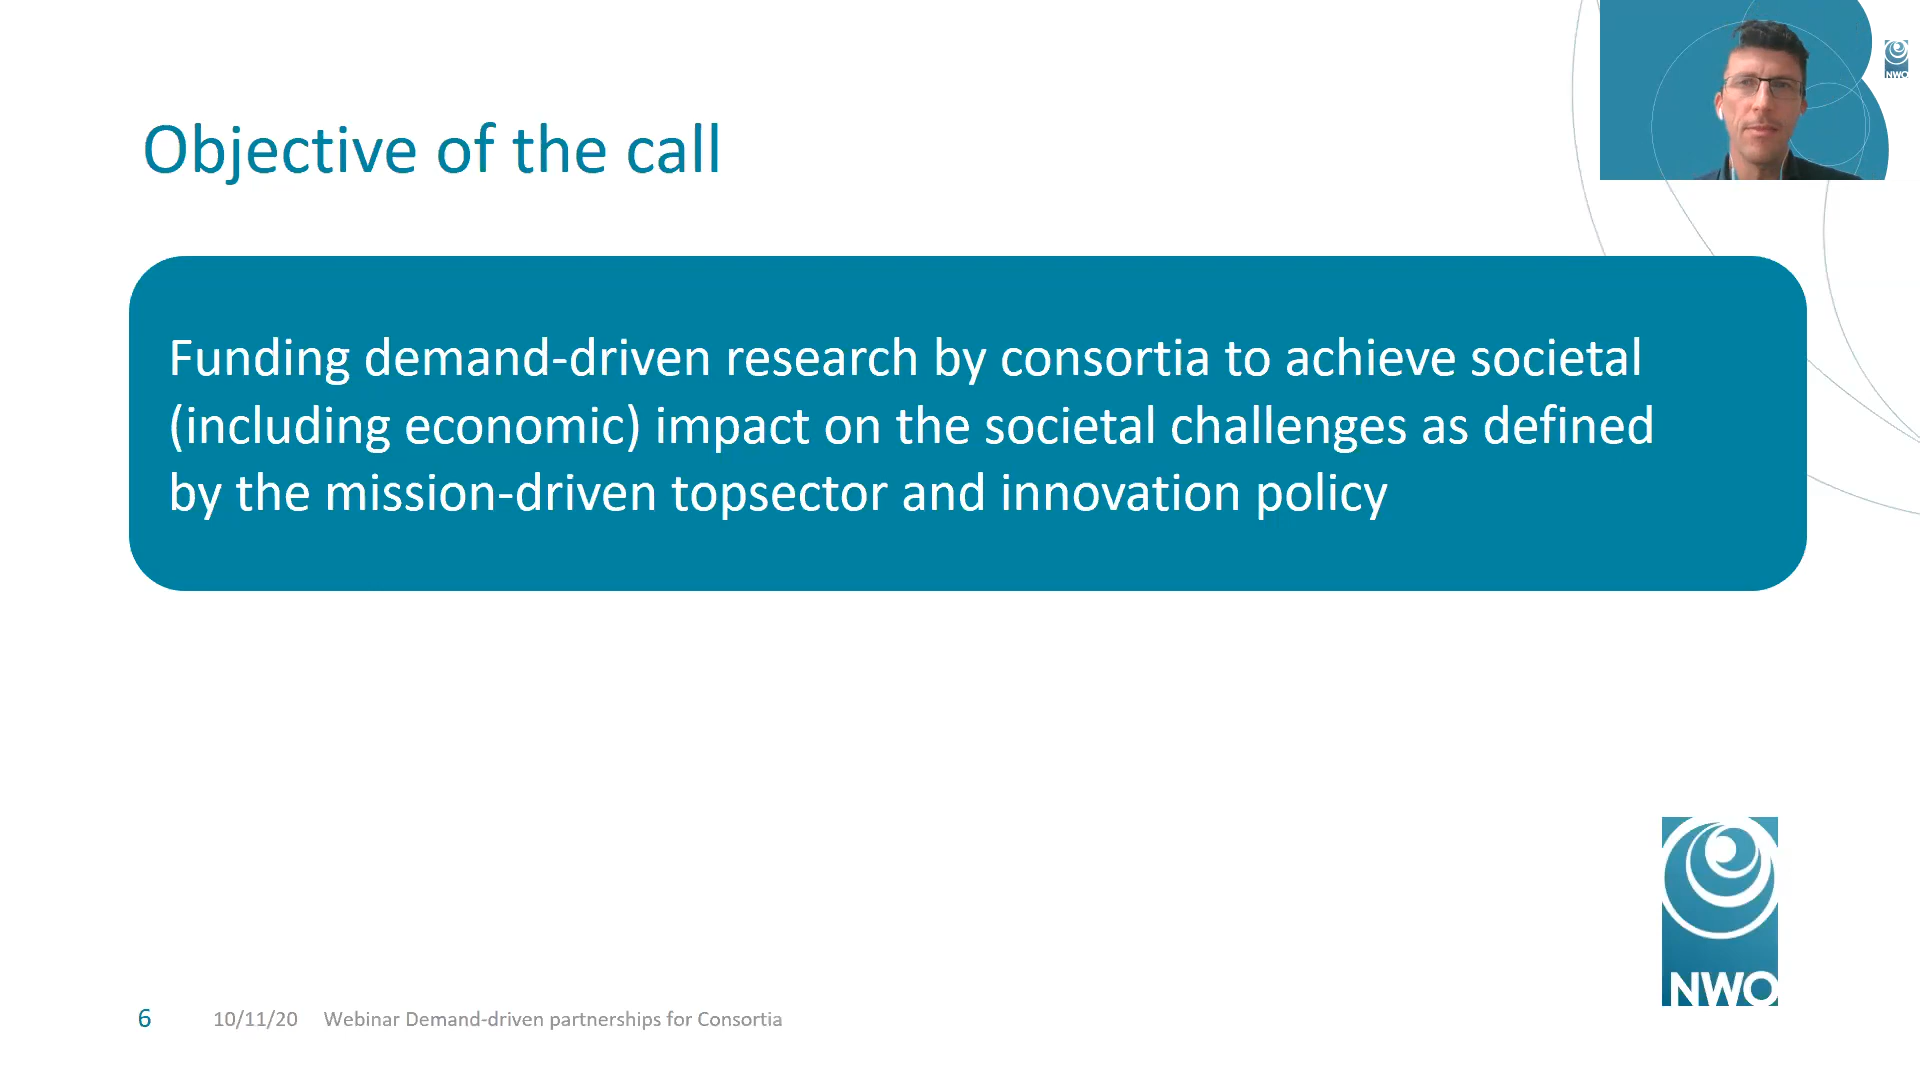 NWO
Objective of the call
Funding demand-driven research by consortia to achieve societal
(including economic) impact on the societal challenges as defined
by the mission-driven topsector and innovation policy
NWO
6 10/11/20 Webinar Demand-driven partnerships for Consortia